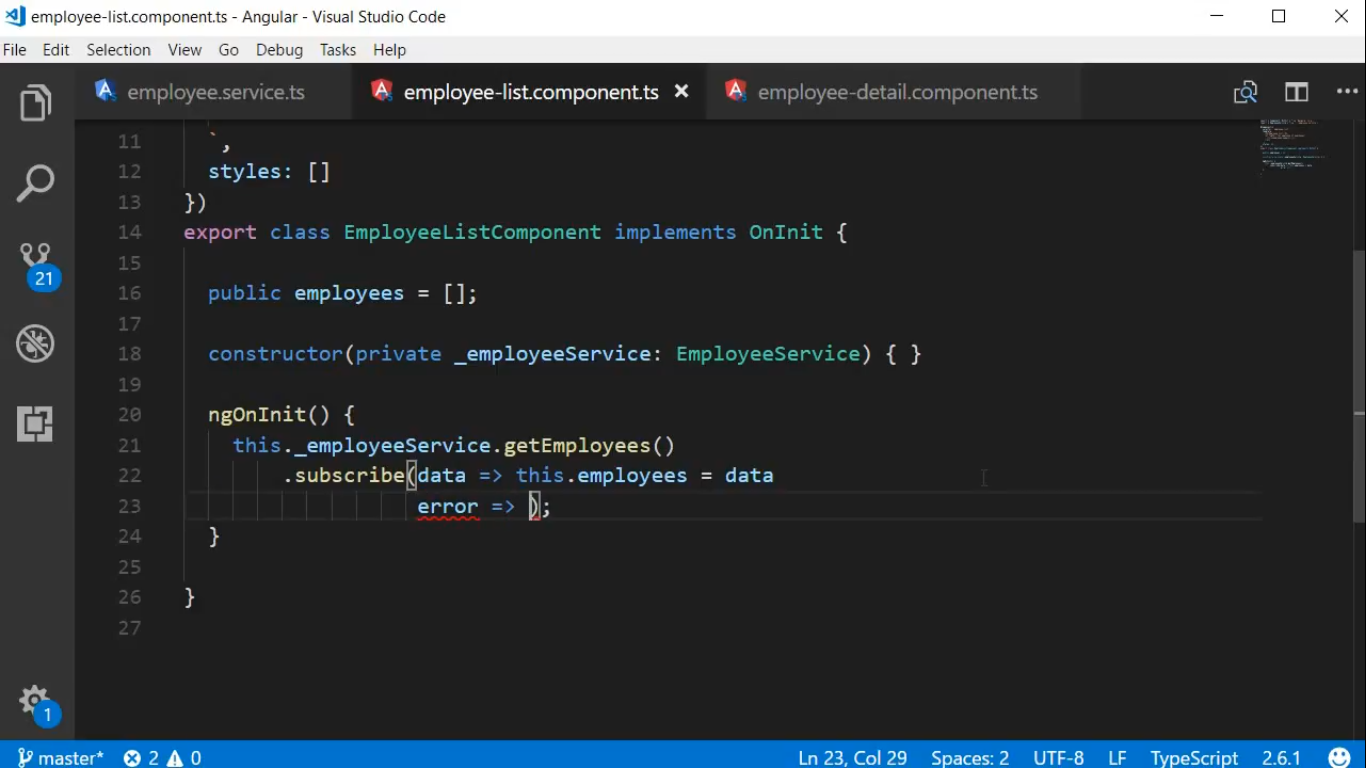 employee-list.component.ts - Angular - Visual Studio Code
File Edit Selection View Go Debug Tasks Help
employee.service.ts employee-list.component.ts employee-detail.component.ts
11 `,
12 styles: []
13 })
14 export class EmployeeListComponent implements OnInit {
15
16 public employees = [];
17
18 constructor(private _employeeService: EmployeeService) { }
19
20 ngOnInit() {
21 this._employeeService.getEmployees()
22 .subscribe(data => this.employees = data
23 error => );
24 }
25
26 }
27
21
1
master* 2 0 Ln 23, Col 29 Spaces: 2 UTF-8 LF TypeScript 2.6.1